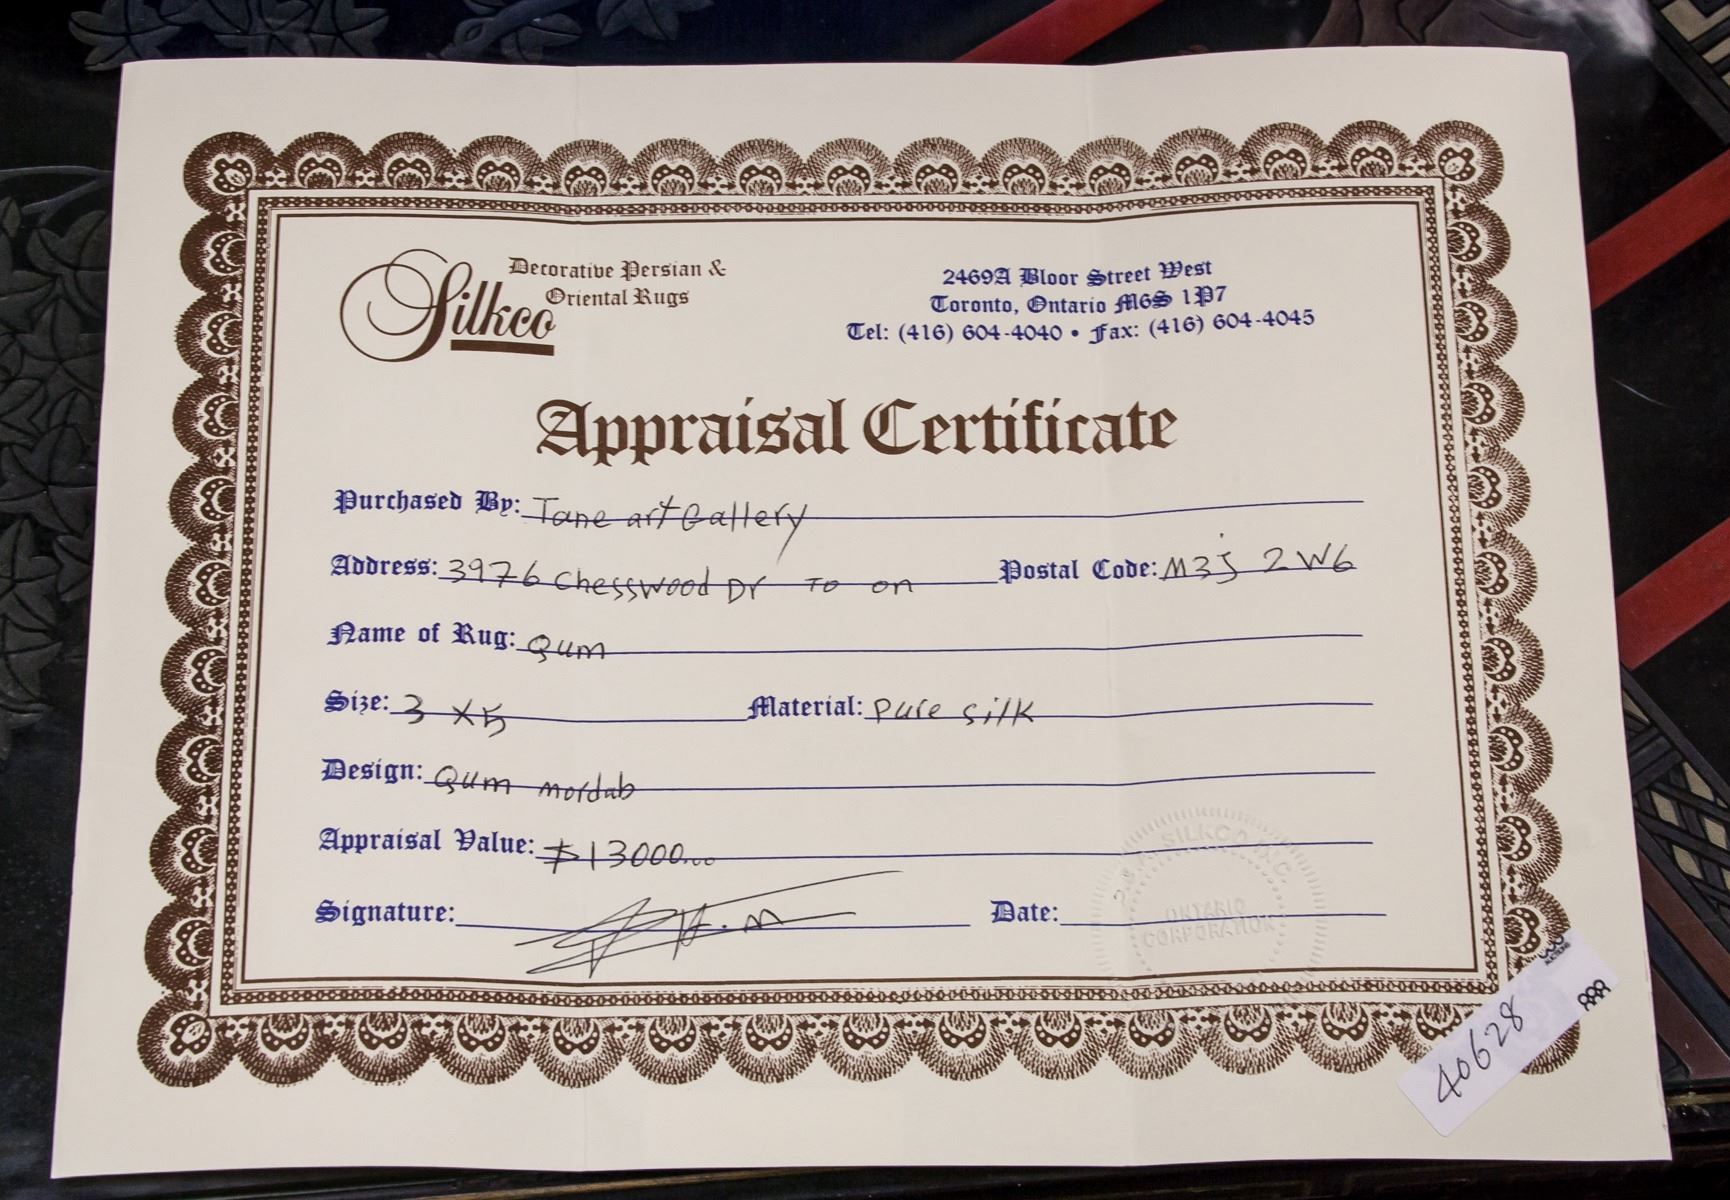 Silkco
Decorative Persian &
Oriental Rugs
2469A Bloor Street West
Toronto, Ontario M6S 1P7
Tel: (416) 604-4040 • Fax: (416) 604-4045
Appraisal Certificate
Purchased By: Tane art Gallery
Address: 3976 Chesswood Dr To on Postal Code: M3j 2W6
Name of Rug: Qum
Size: 3 X 5 Material: Pure silk
Design: Qum mordab
Appraisal Value: $13000.00
Signature: Date:
SILKCO INC.
ONTARIO
CORPORATION
40628